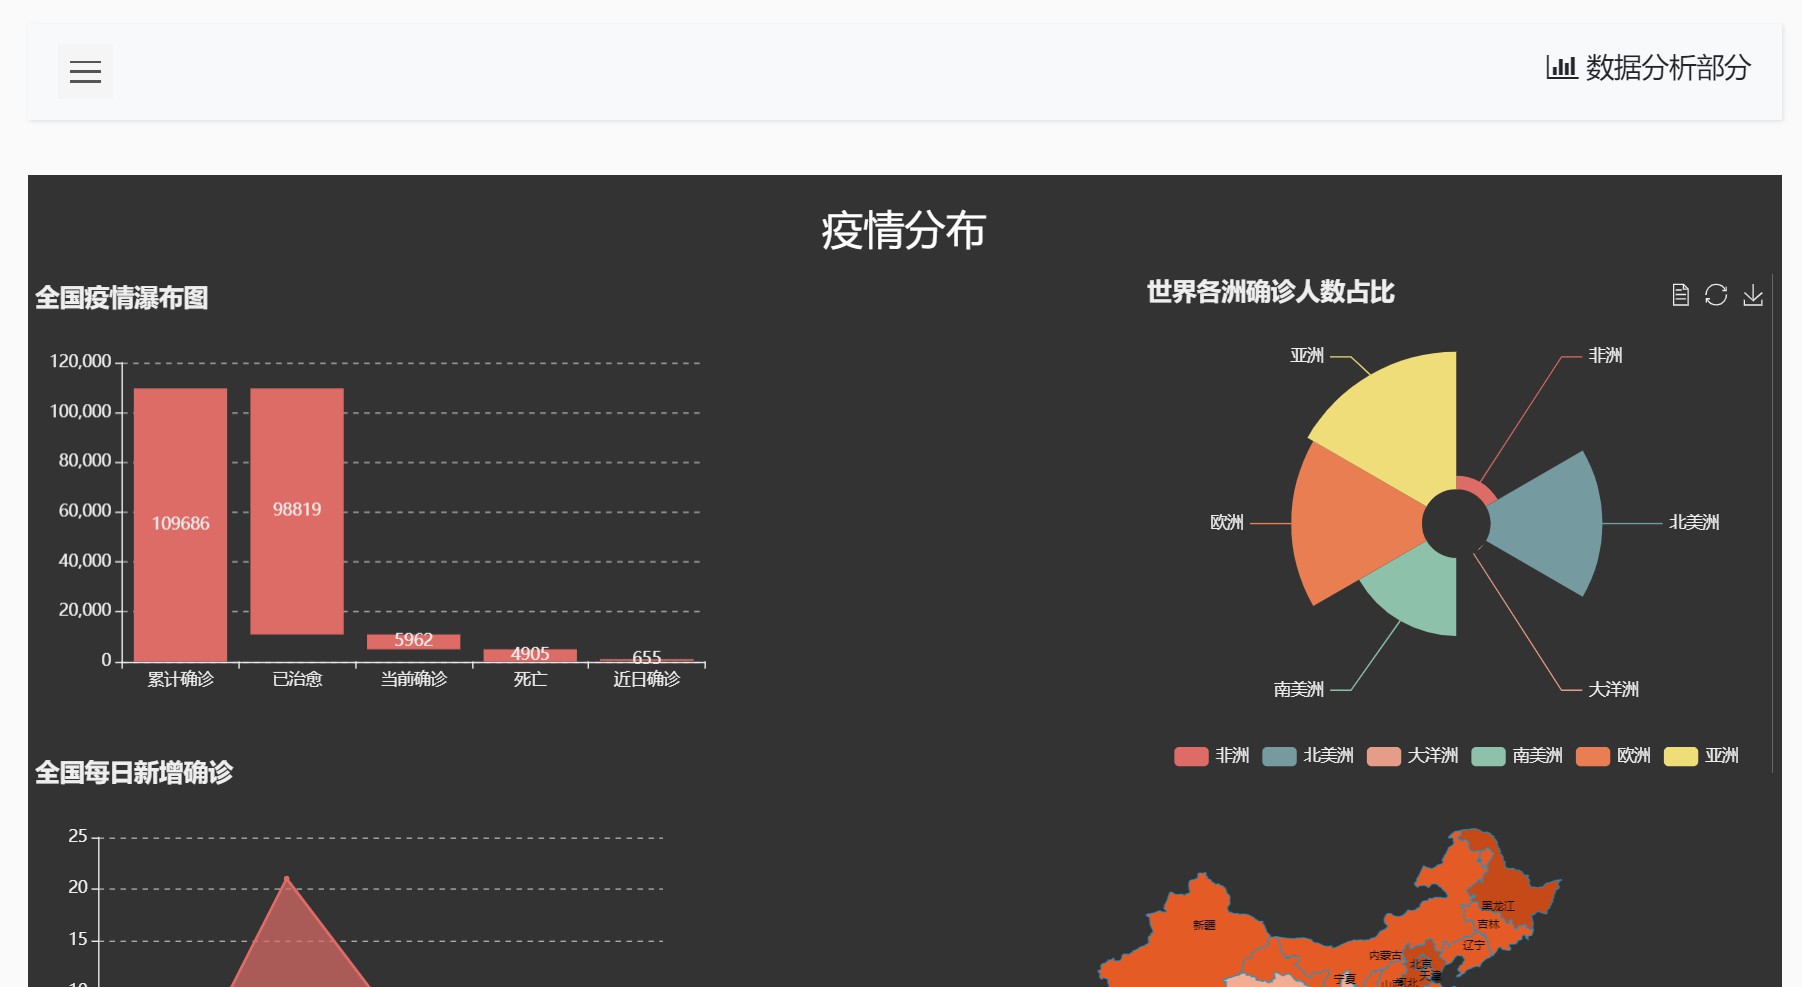 数据分析部分
疫情分布
全国疫情瀑布图
120,000
100,000
80,000
60,000
40,000
20,000
0
109686
98819
5962
4905
655
累计确诊
已治愈
当前确诊
死亡
近日确诊
世界各洲确诊人数占比
亚洲
非洲
欧洲
北美洲
南美洲
大洋洲
非洲 北美洲 大洋洲 南美洲 欧洲 亚洲
全国每日新增确诊
25
20
15
10
新疆
黑龙江
吉林
辽宁
内蒙古
北京
天津
宁夏